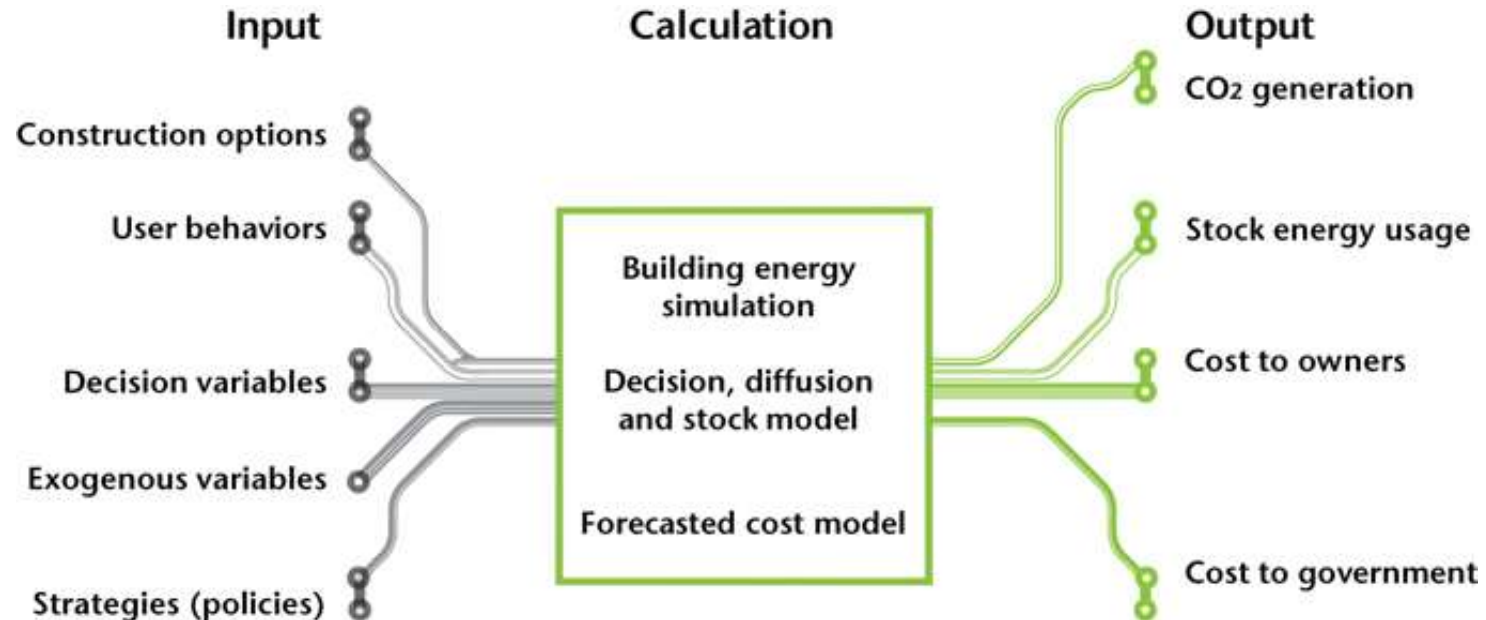 Input
Construction options
User behaviors
Decision variables
Exogenous variables
Strategies (policies)
Calculation
Building energy
simulation
Decision, diffusion
and stock model
Forecasted cost model
Output
CO₂ generation
Stock energy usage
Cost to owners
Cost to government